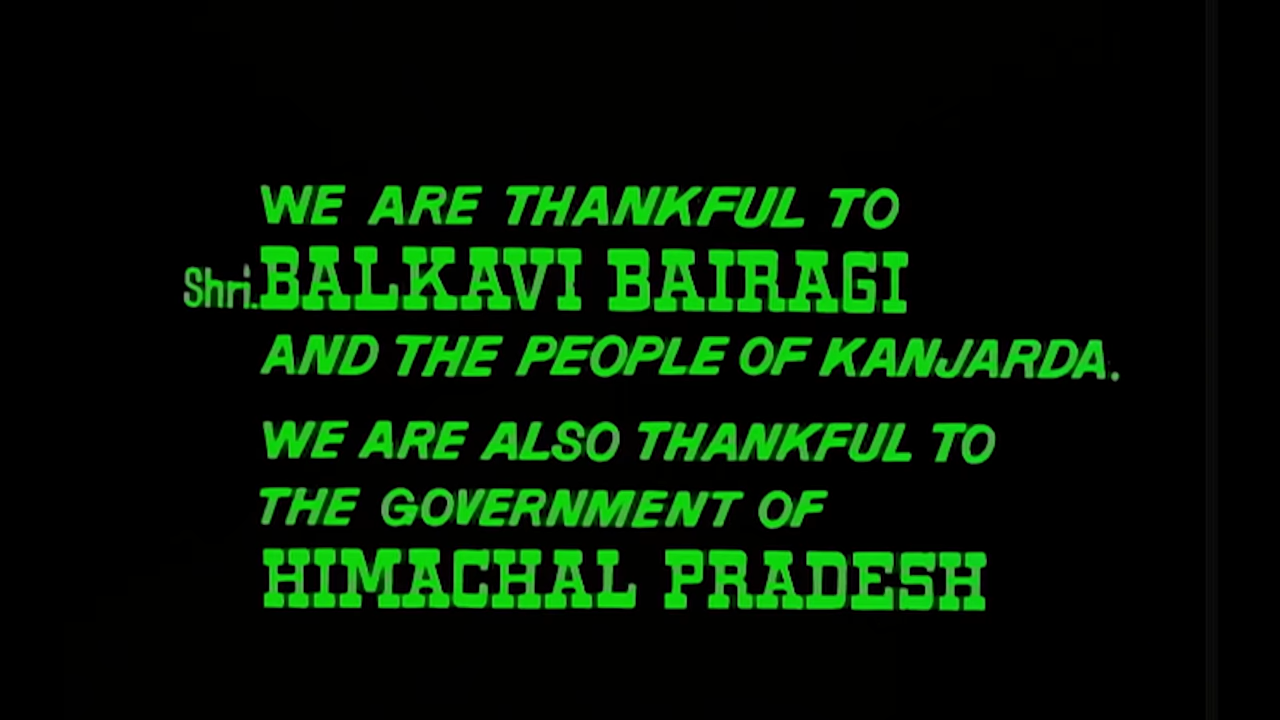 WE ARE THANKFUL TO
Shri. BALKAVI BAIRAGI
AND THE PEOPLE OF KANJARDA.
WE ARE ALSO THANKFUL TO
THE GOVERNMENT OF
HIMACHAL PRADESH